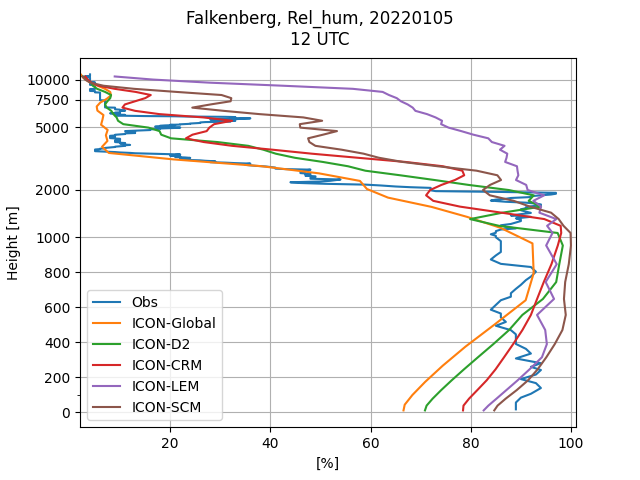 Falkenberg, Rel_hum, 20220105
12 UTC
Height [m]
10000
7500
5000
2000
1000
800
600
400
200
0
Obs
ICON-Global
ICON-D2
ICON-CRM
ICON-LEM
ICON-SCM
20
40
60
80
100
[%]